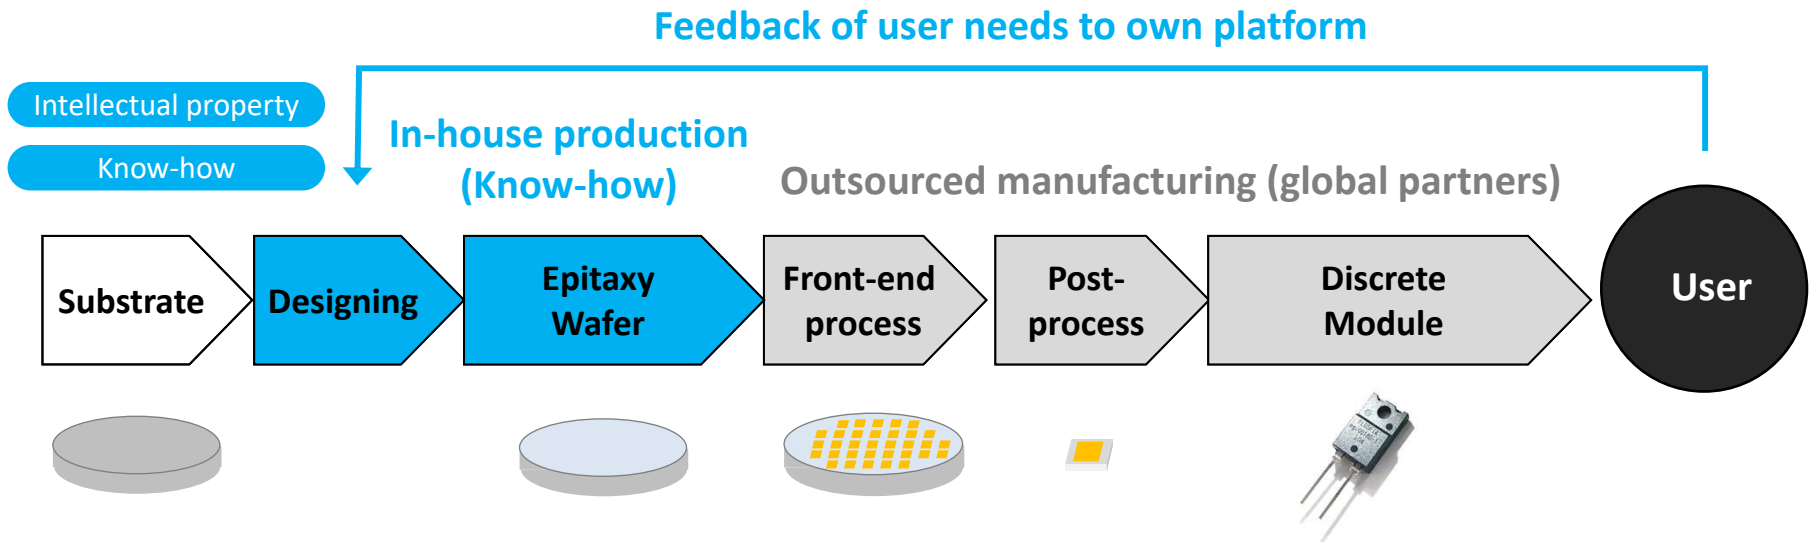 Feedback of user needs to own platform
Intellectual property
Know-how
In-house production
(Know-how)
Outsourced manufacturing (global partners)
Substrate
Designing
Epitaxy
Wafer
Front-end
process
Post-
process
Discrete
Module
User